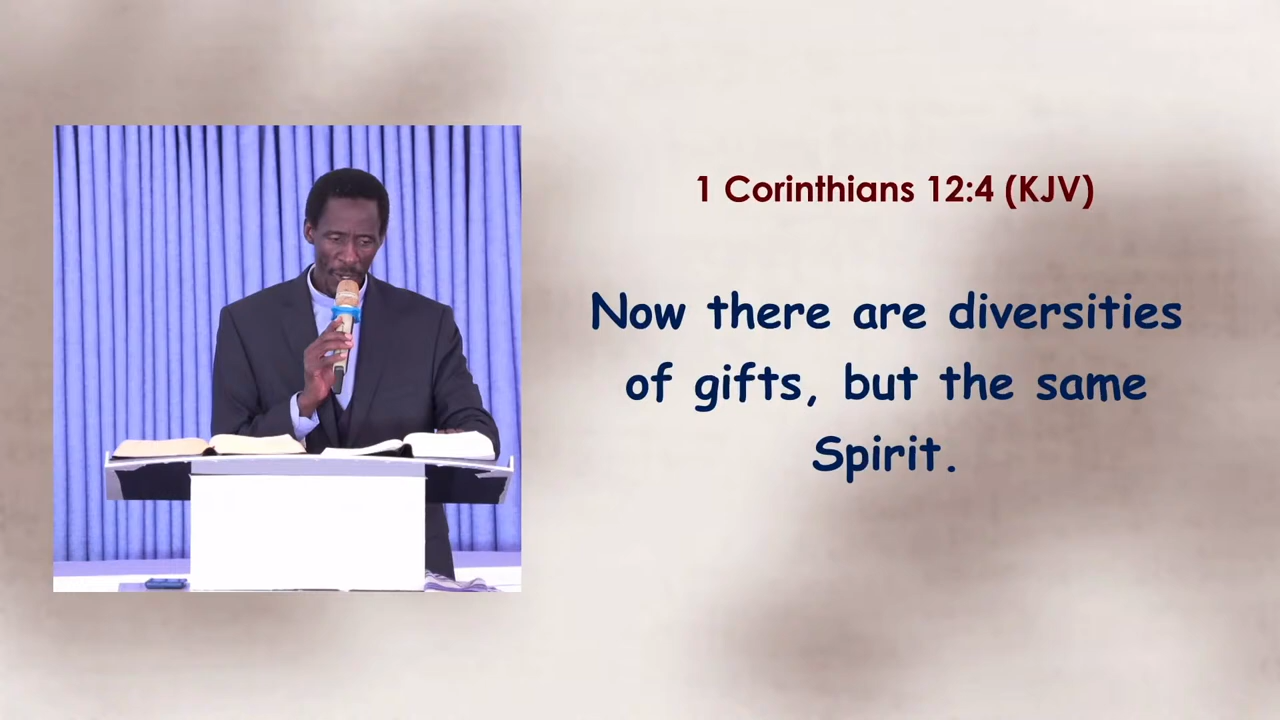 1 Corinthians 12:4 (KJV)
Now there are diversities
of gifts, but the same
Spirit.